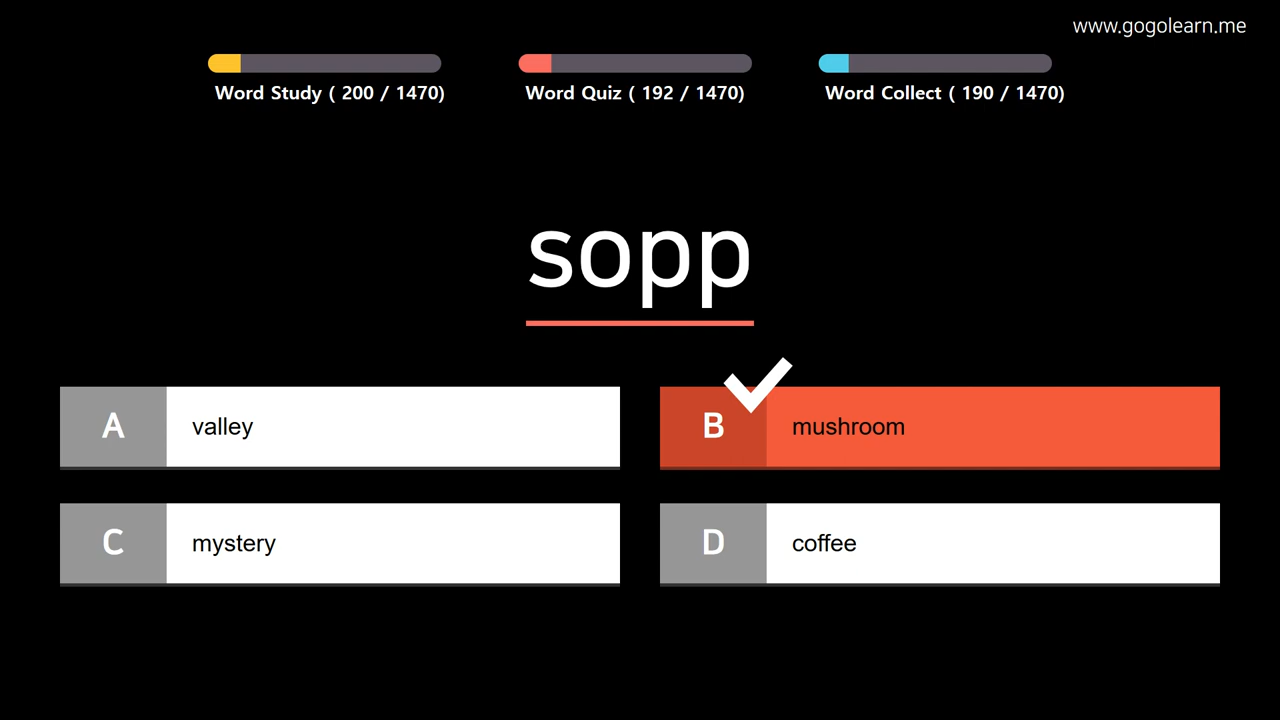 www.gogolearn.me
Word Study ( 200 / 1470)
Word Quiz ( 192 / 1470)
Word Collect ( 190 / 1470)
sopp
A valley
B mushroom
C mystery
D coffee